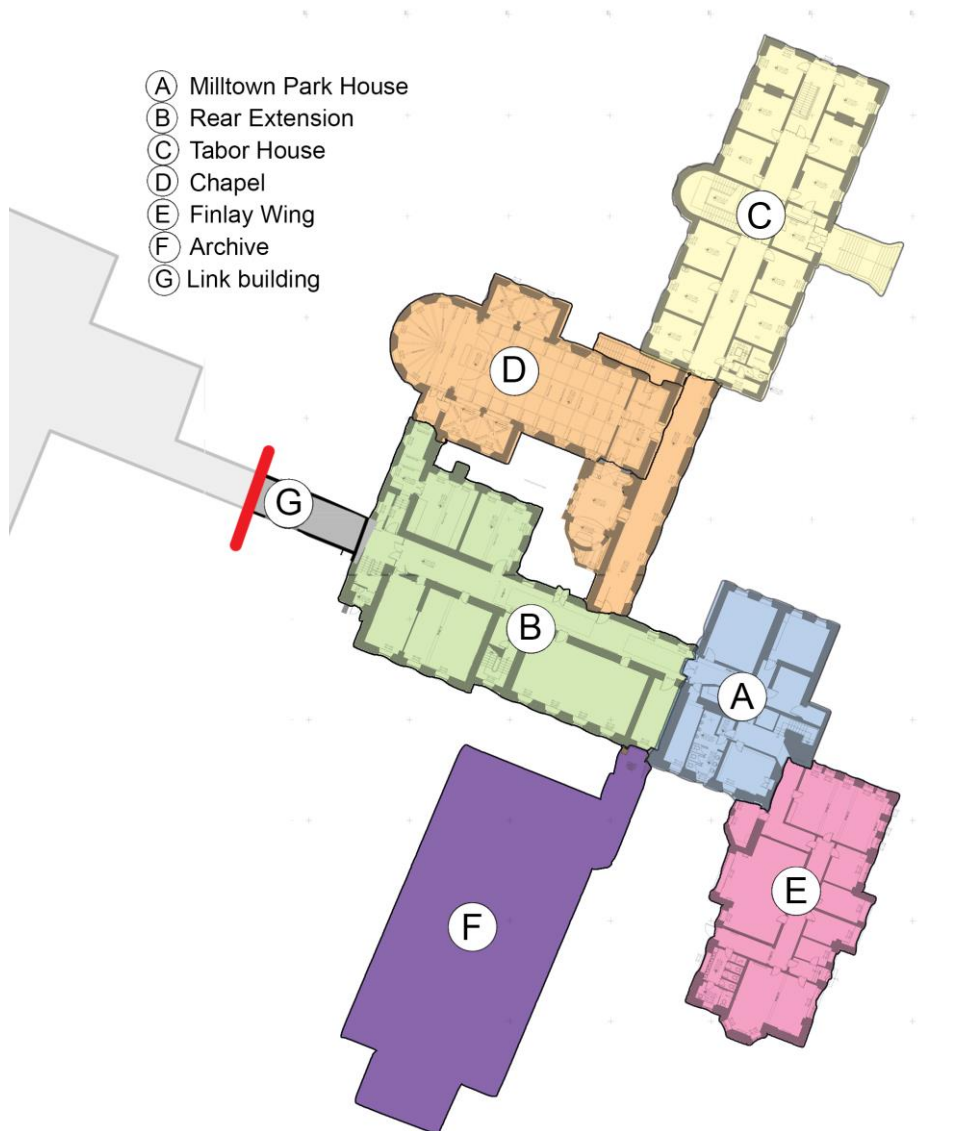 A Milltown Park House
B Rear Extension
C Tabor House
D Chapel
E Finlay Wing
F Archive
G Link building
C
D
G
B
A
E
F